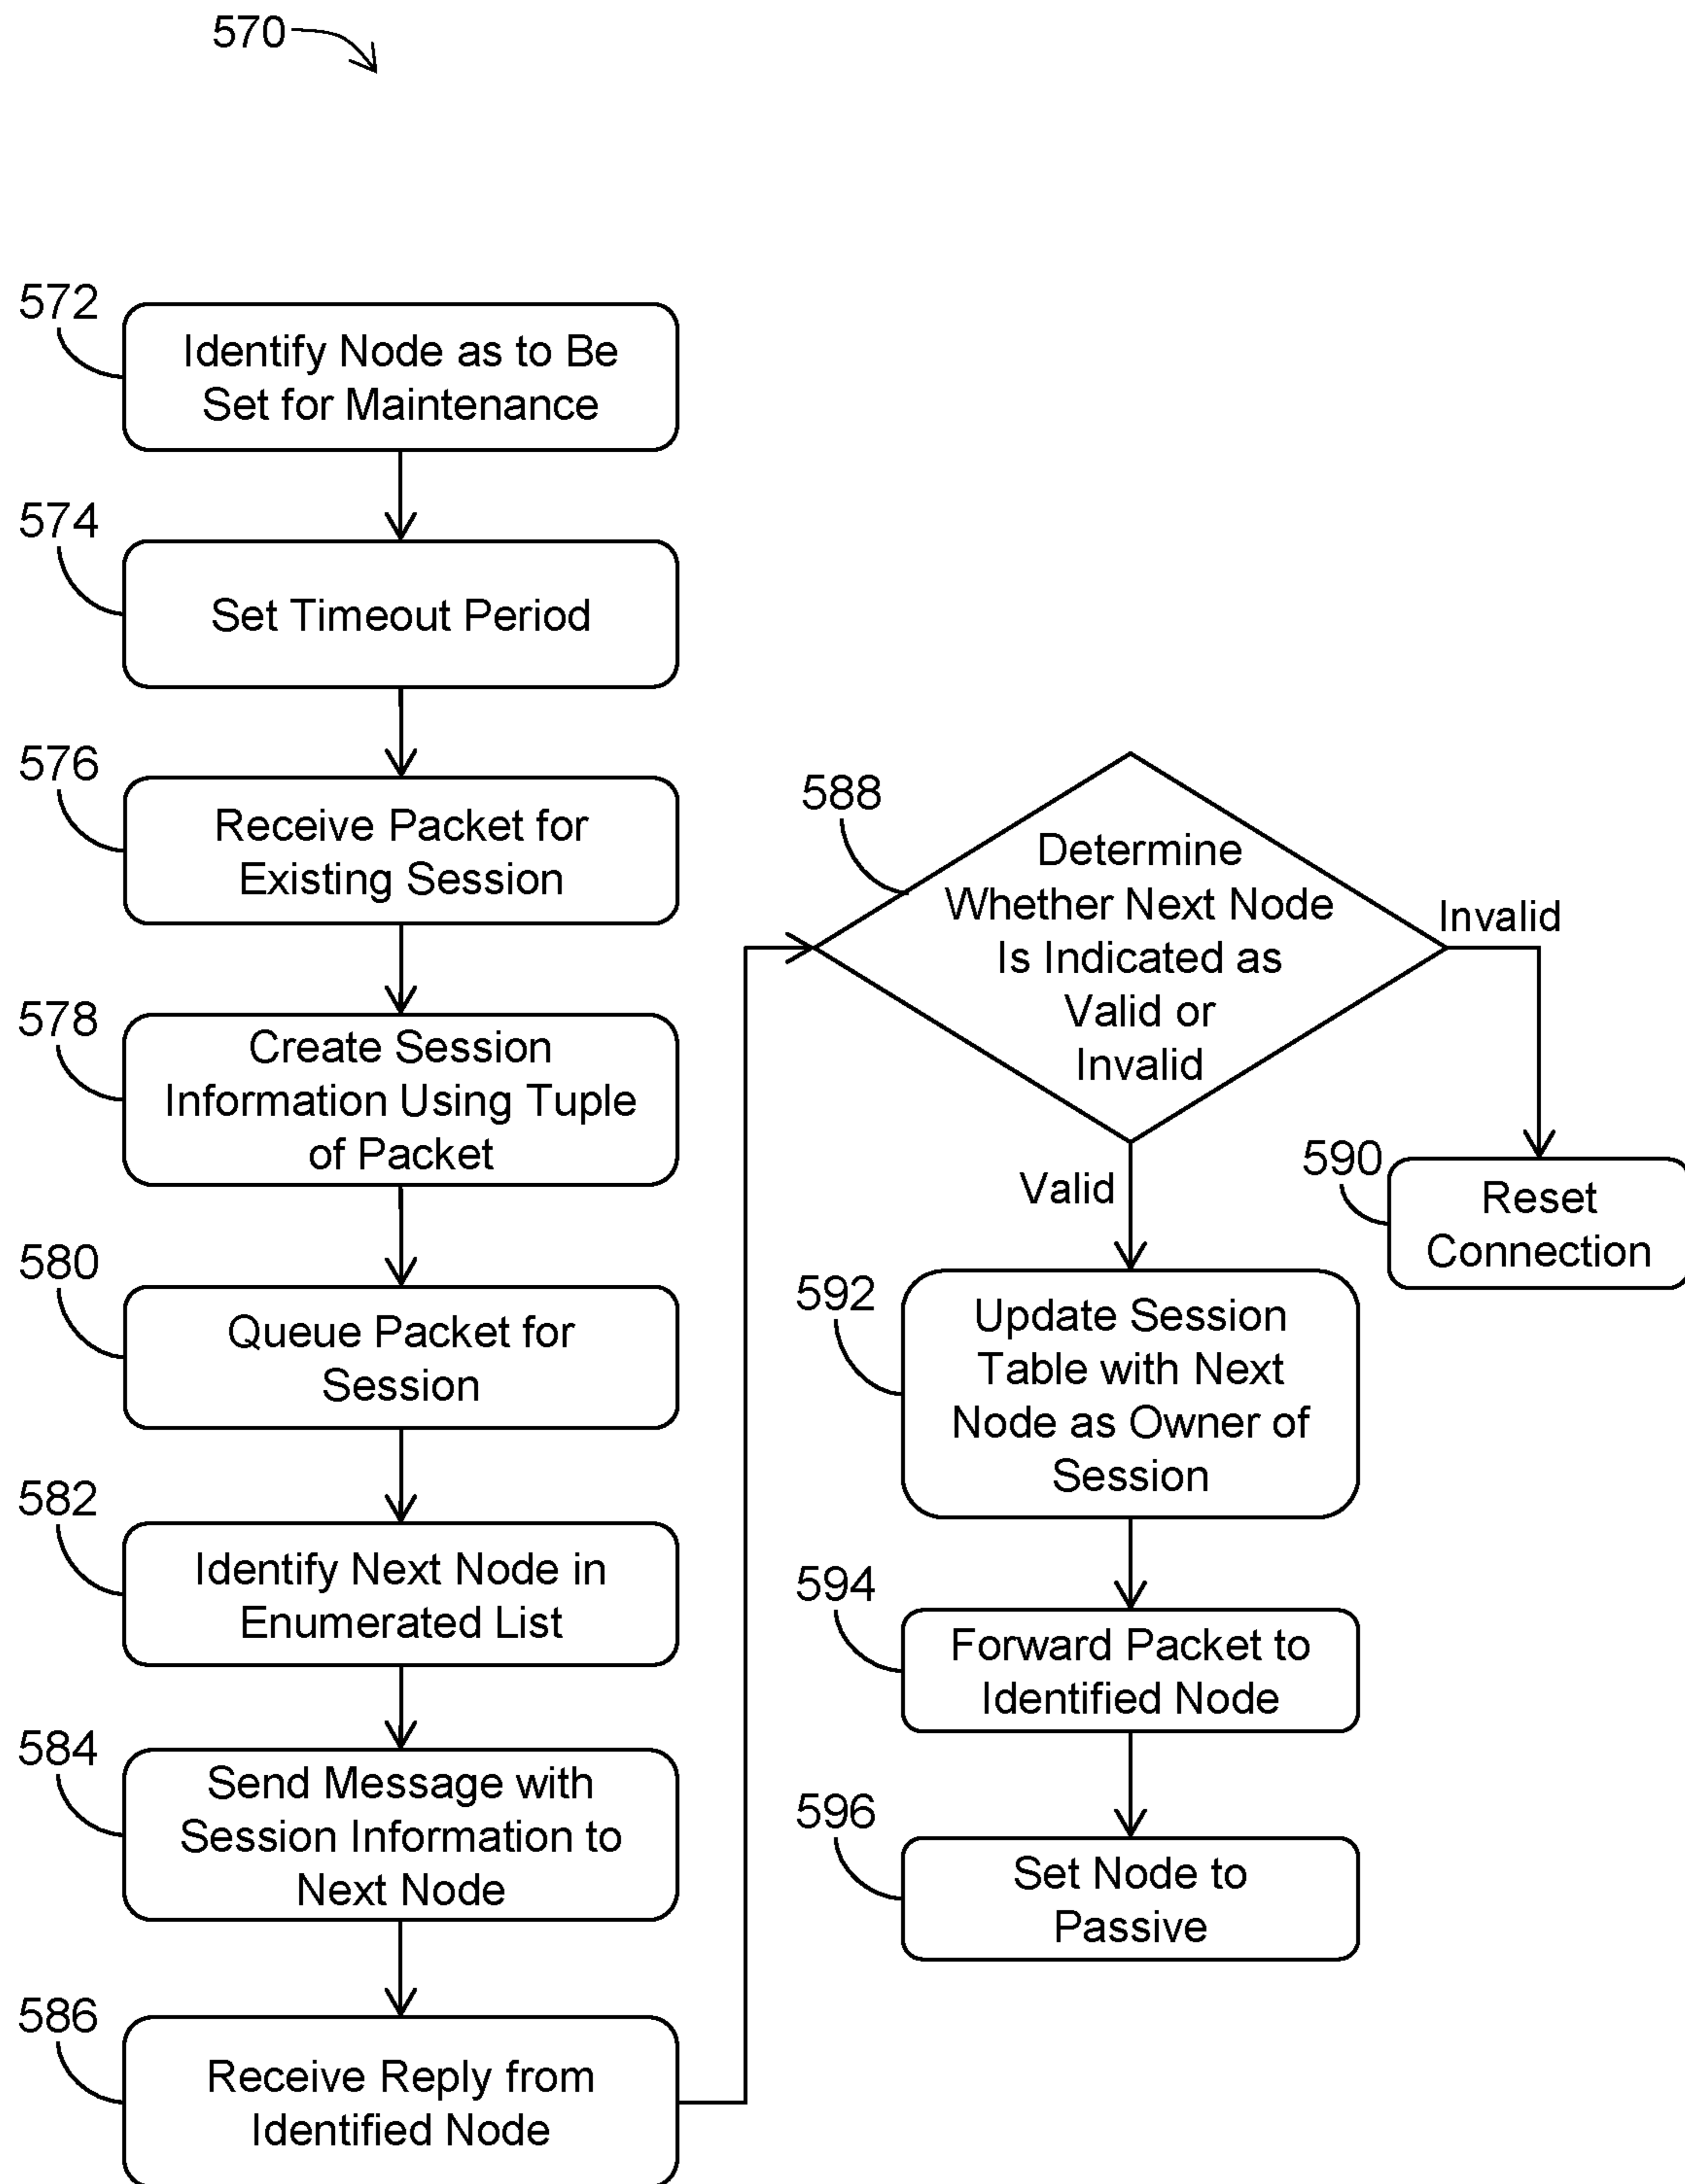 570
572
Identify Node as to Be
Set for Maintenance
574
Set Timeout Period
576
Receive Packet for
Existing Session
578
Create Session
Information Using Tuple
of Packet
580
Queue Packet for
Session
582
Identify Next Node in
Enumerated List
584
Send Message with
Session Information to
Next Node
586
Receive Reply from
Identified Node
588
Determine
Whether Next Node
Is Indicated as
Valid or
Invalid
Invalid
590
Reset
Connection
Valid
592
Update Session
Table with Next
Node as Owner of
Session
594
Forward Packet to
Identified Node
596
Set Node to
Passive